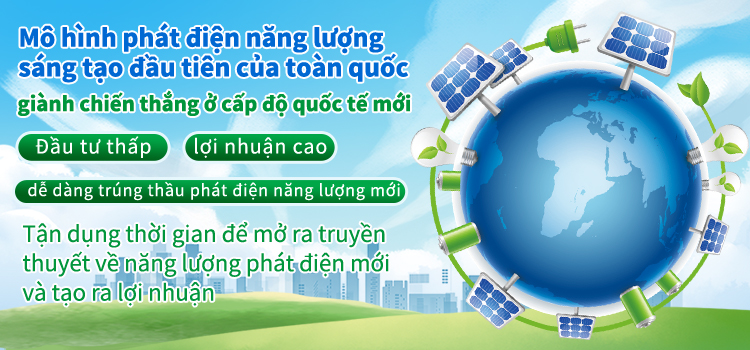 Mô hình phát điện năng lượng
sáng tạo đầu tiên của toàn quốc
giành chiến thắng ở cấp độ quốc tế mới
Đầu tư thấp
lợi nhuận cao
dễ dàng trúng thầu phát điện năng lượng mới
Tận dụng thời gian để mở ra truyền
thuyết về năng lượng phát điện mới
và tạo ra lợi nhuận